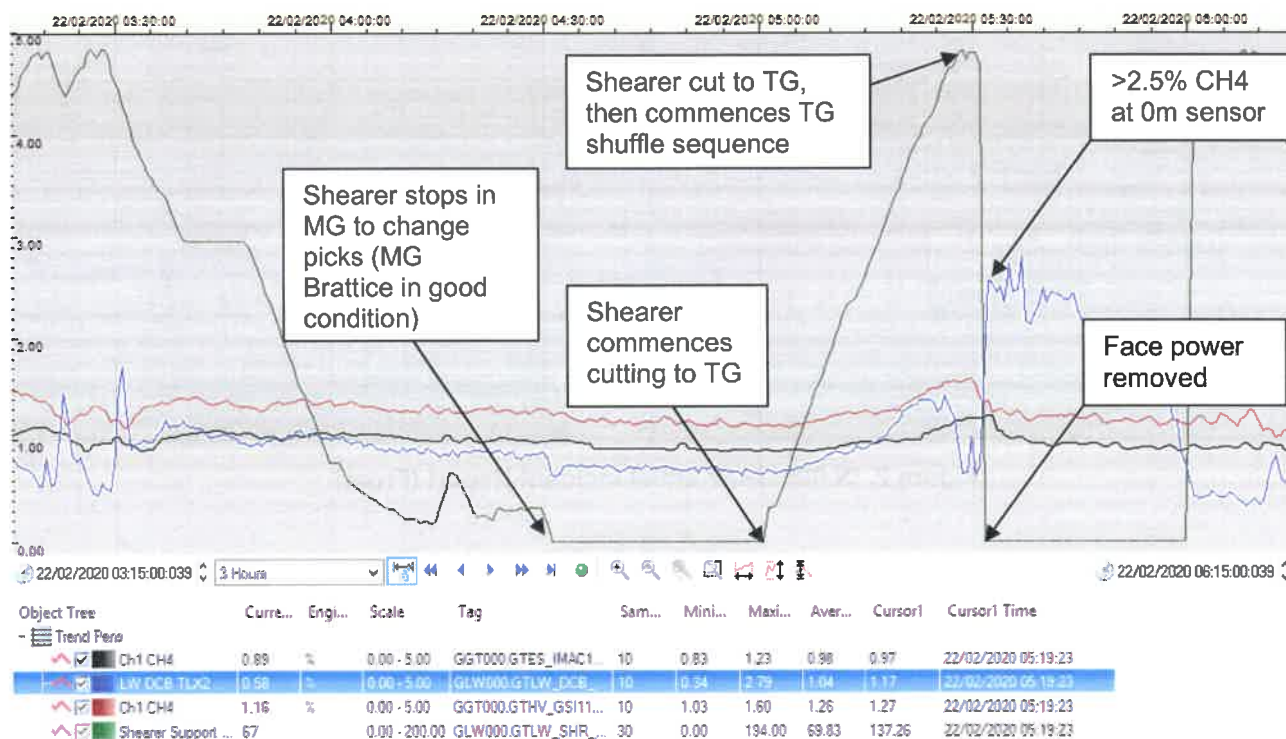 22/02/2020 03:30:00 22/02/2020 04:00:00 22/02/2020 04:30:00 22/02/2020 05:00:00 22/02/2020 05:30:00 22/02/2020 06:00:00
5.00
4.00
3.00
2.00
1.00
0.00
Shearer stops in
MG to change
picks (MG
Brattice in good
condition)
Shearer
commences
cutting to TG
Shearer cut to TG,
then commences TG
shuffle sequence
>2.5% CH4
at 0m sensor
Face power
removed
22/02/2020 03:15:00:039 3 Hours 22/02/2020 06:15:00:039
Object Tree Curre... Engi... Scale Tag Sam... Mini... Maxi... Aver... Cursor1 Cursor1 Time
Trend Pens
Ch1 CH4 0.89 % 0.00 - 5.00 GGT000.GTES_IMAC1... 10 0.83 1.23 0.98 0.97 22/02/2020 05:19:23
LW DCB TLX2... 0.58 % 0.00 - 5.00 GLW000.GTLW_DCB_... 10 0.34 2.79 1.04 1.17 22/02/2020 05:19:23
Ch1 CH4 1.16 % 0.00 - 5.00 GGT000.GTHV_GSI11... 10 1.03 1.60 1.26 1.27 22/02/2020 05:19:23
Shearer Support ... 67 0.00 - 200.00 GLW000.GTLW_SHR_... 30 0.00 194.00 69.83 137.26 22/02/2020 05:19:23